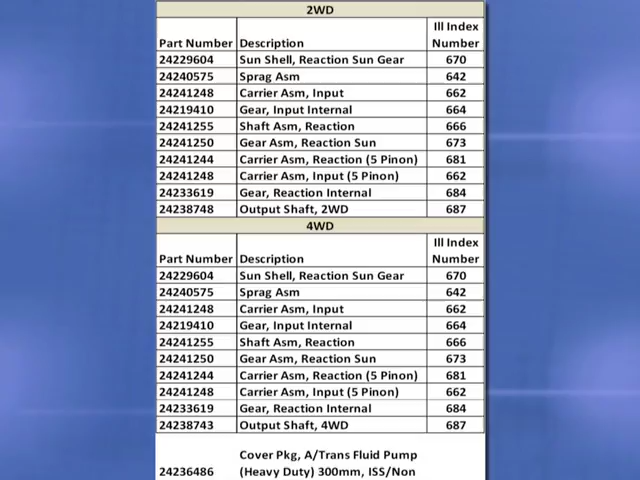 2WD
Part Number Description Ill Index Number
24229604 Sun Shell, Reaction Sun Gear 670
24240575 Sprag Asm 642
24241248 Carrier Asm, Input 662
24219410 Gear, Input Internal 664
24241255 Shaft Asm, Reaction 666
24241250 Gear Asm, Reaction Sun 673
24241244 Carrier Asm, Reaction (5 Pinon) 681
24241248 Carrier Asm, Input (5 Pinon) 662
24233619 Gear, Reaction Internal 684
24238748 Output Shaft, 2WD 687
4WD
Part Number Description Ill Index Number
24229604 Sun Shell, Reaction Sun Gear 670
24240575 Sprag Asm 642
24241248 Carrier Asm, Input 662
24219410 Gear, Input Internal 664
24241255 Shaft Asm, Reaction 666
24241250 Gear Asm, Reaction Sun 673
24241244 Carrier Asm, Reaction (5 Pinon) 681
24241248 Carrier Asm, Input (5 Pinon) 662
24233619 Gear, Reaction Internal 684
24238743 Output Shaft, 4WD 687
Cover Pkg, A/Trans Fluid Pump
24236486 (Heavy Duty) 300mm, ISS/Non